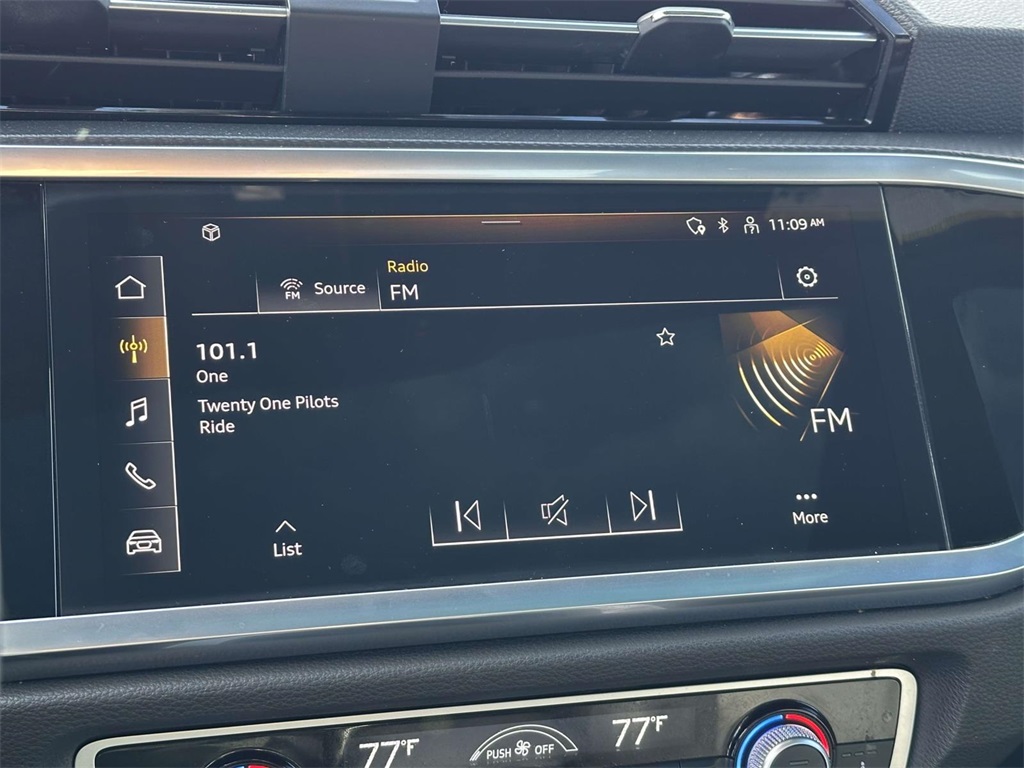 11:09 AM
Radio
FM
Source
FM
101.1
One
Twenty One Pilots
Ride
FM
List
More
77°F
PUSH OFF
77°F